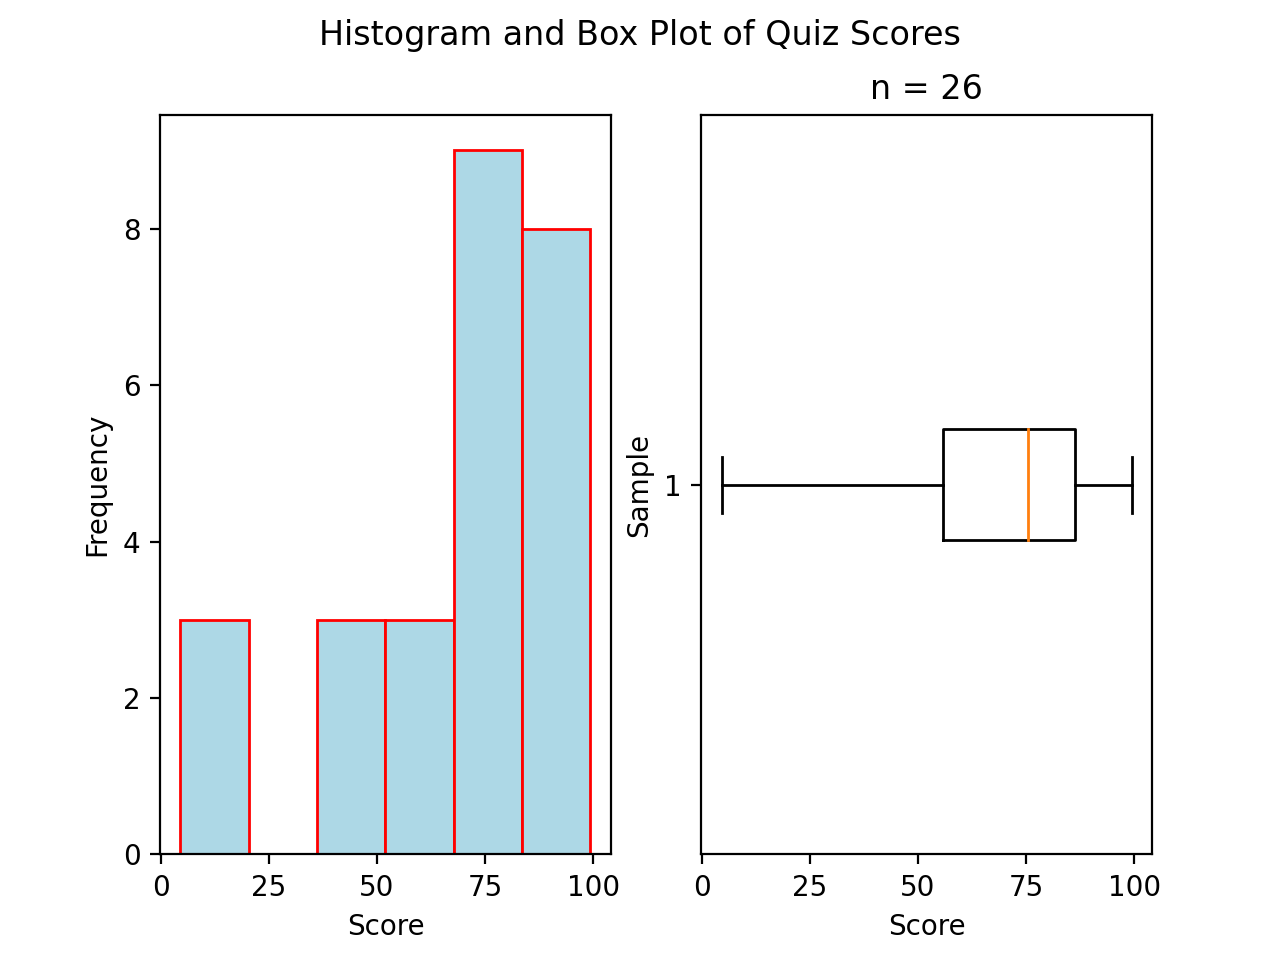 Histogram and Box Plot of Quiz Scores
8
6
4
2
0
Frequency
0 25 50 75 100
Score
n = 26
Sample
1
0 25 50 75 100
Score